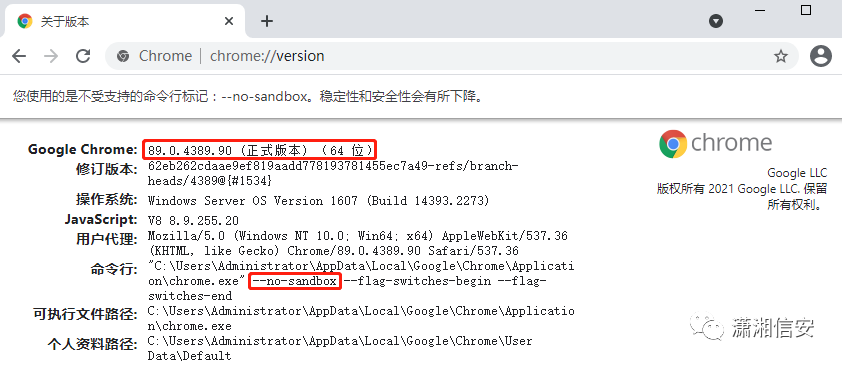 关于版本
Chrome | chrome://version
您使用的是不受支持的命令行标记：--no-sandbox。稳定性和安全性会有所下降。
chrome
Google LLC
版权所有 2021 Google LLC. 保留
所有权利。
Google Chrome: 89.0.4389.90 (正式版本) (64 位)
修订版本: 62eb262cdaae9ef819aadd778193781455ec7a49-refs/branch-
heads/4389@{#1534}
操作系统: Windows Server OS Version 1607 (Build 14393.2273)
JavaScript: V8 8.9.255.20
用户代理: Mozilla/5.0 (Windows NT 10.0; Win64; x64) AppleWebKit/537.36
(KHTML, like Gecko) Chrome/89.0.4389.90 Safari/537.36
命令行: "C:\Users\Administrator\AppData\Local\Google\Chrome\Applicati
on\chrome.exe" --no-sandbox --flag-switches-begin --flag-
switches-end
可执行文件路径: C:\Users\Administrator\AppData\Local\Google\Chrome\Applicatio
n\chrome.exe
个人资料路径: C:\Users\Administrator\AppData\Local\Google\Chrome\User
Data\Default
潇湘信安